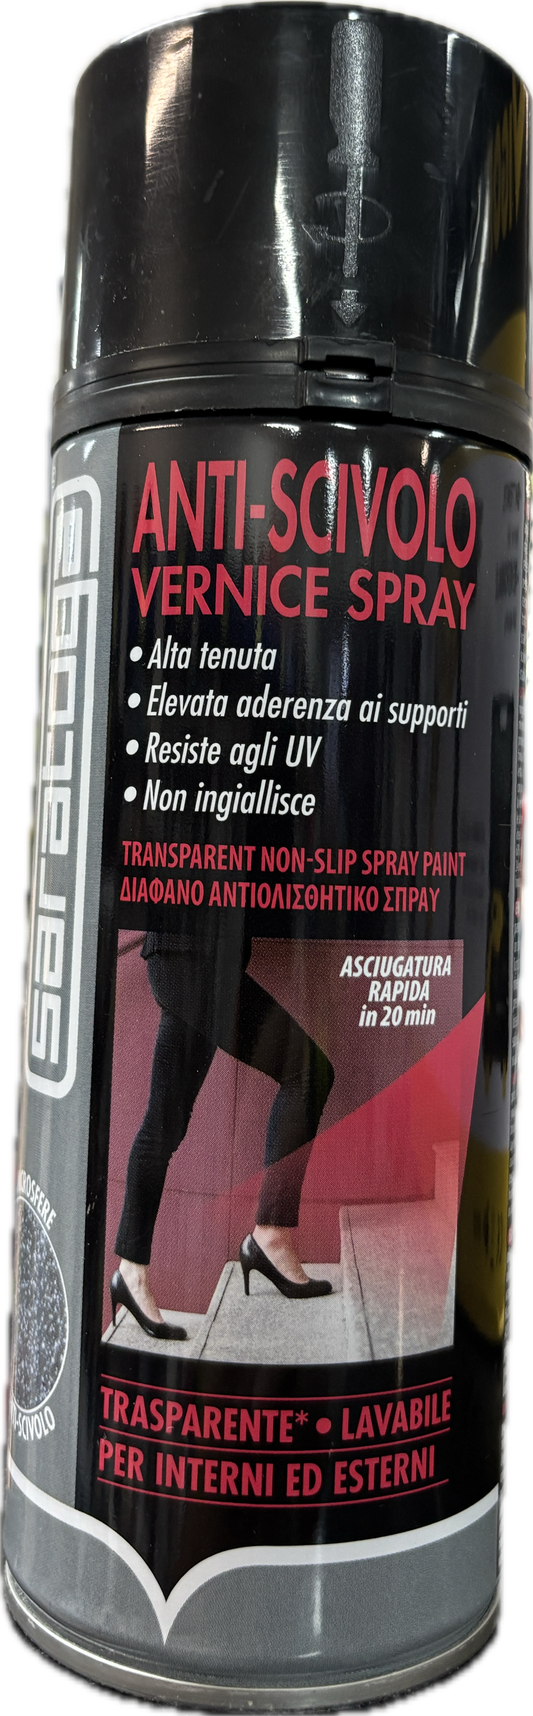 saratoga
ANTI-SCIVOLO
VERNICE SPRAY
• Alta tenuta
• Elevata aderenza ai supporti
• Resiste agli UV
• Non ingiallisce
TRANSPARENT NON-SLIP SPRAY PAINT
ΔΙΑΦΑΝΟ ΑΝΤΙΟΛΙΣΘΗΤΙΚΟ ΣΠΡΑΥ
ASCIUGATURA
RAPIDA
in 20 min
TRASPARENTE* • LAVABILE
PER INTERNI ED ESTERNI